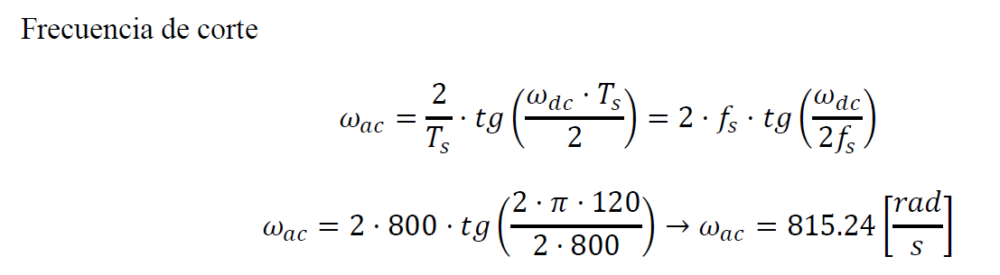 Frecuencia de corte
ω_ac = 2/T_s · tg(ω_dc · T_s / 2) = 2 · f_s · tg(ω_dc / 2f_s)
ω_ac = 2 · 800 · tg(2 · π · 120 / 2 · 800) → ω_ac = 815.24 [rad/s]